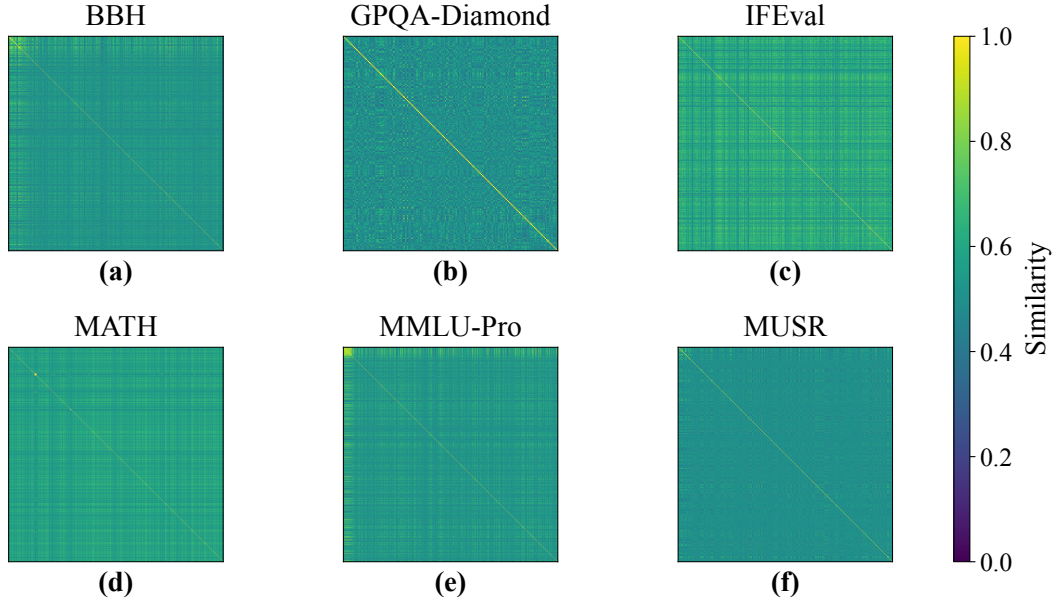 BBH
GPQA-Diamond
IFEval
(a)
(b)
(c)
MATH
MMLU-Pro
MUSR
(d)
(e)
(f)
1.0
0.8
0.6
0.4
0.2
0.0
Similarity